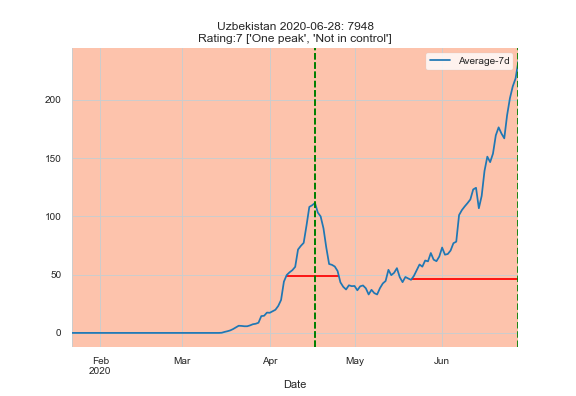 Uzbekistan 2020-06-28: 7948
Rating:7 ['One peak', 'Not in control']
Average-7d
200
150
100
50
0
Feb
2020
Mar
Apr
May
Jun
Date